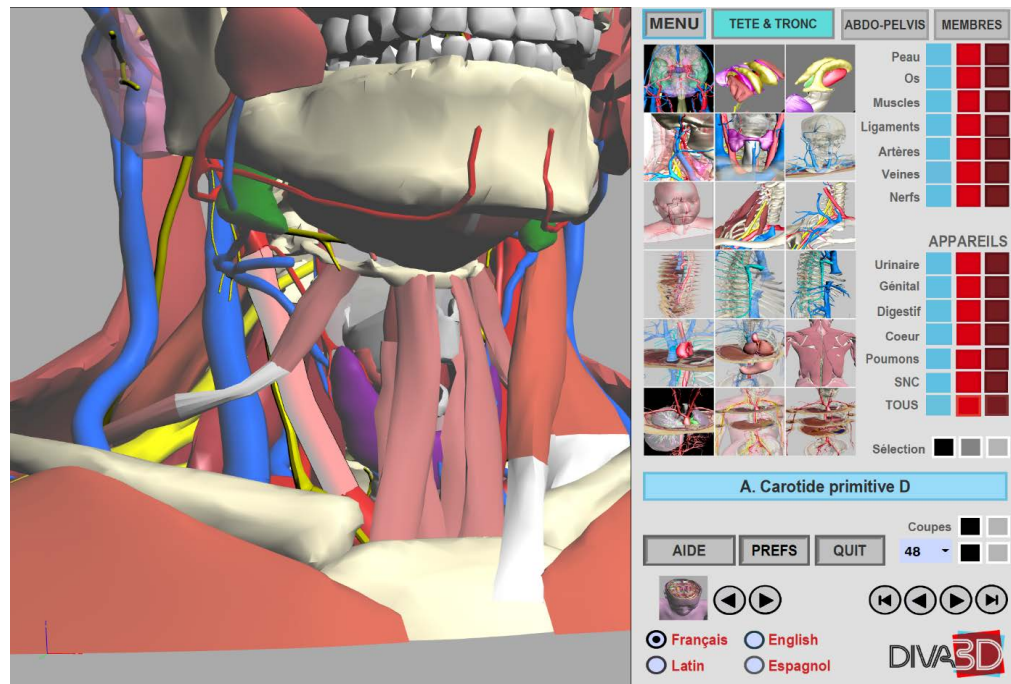 MENU
TETE & TRONC
ABDO-PELVIS
MEMBRES
Peau
Os
Muscles
Ligaments
Artères
Veines
Nerfs
APPAREILS
Urinaire
Génital
Digestif
Coeur
Poumons
SNC
TOUS
Sélection
A. Carotide primitive D
Coupes
AIDE
PREFS
QUIT
48
Français
English
Latin
Espagnol
DIVA3D